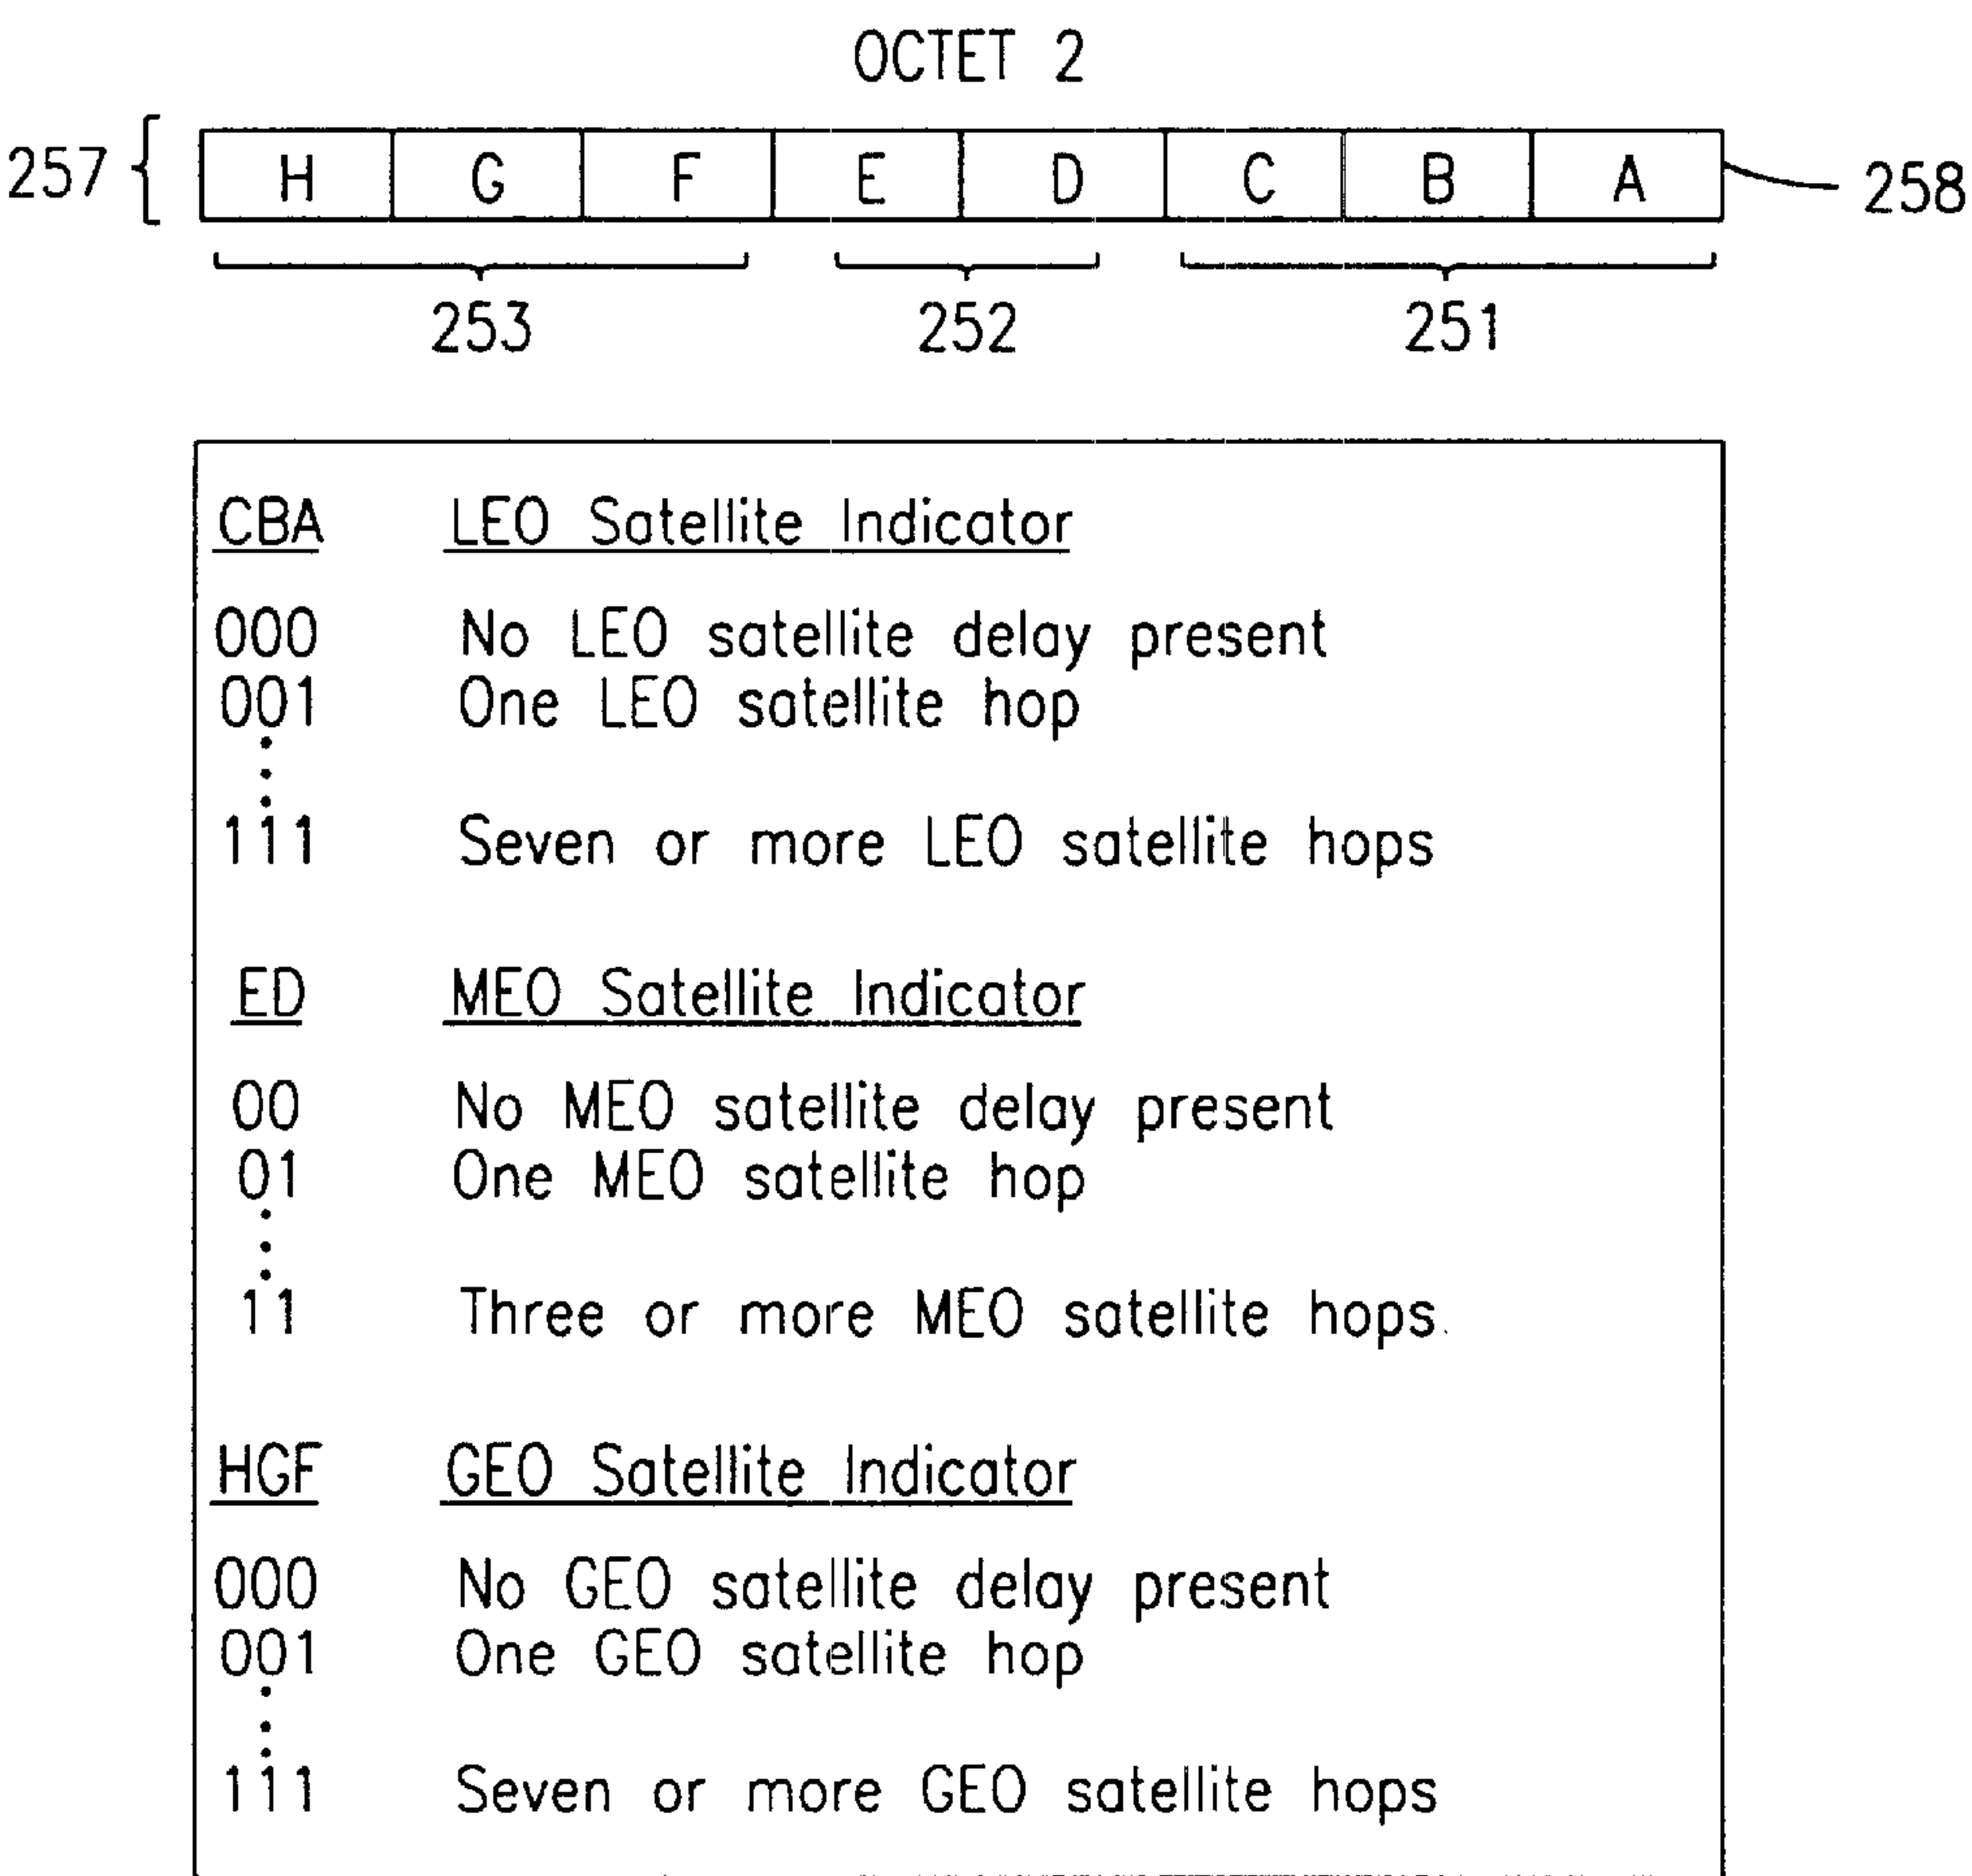 OCTET 2
257 H G F E D C B A 258
253 252 251
CBA LEO Satellite Indicator
000 No LEO satellite delay present
001 One LEO satellite hop
111 Seven or more LEO satellite hops
ED MEO Satellite Indicator
00 No MEO satellite delay present
01 One MEO satellite hop
11 Three or more MEO satellite hops
HGF GEO Satellite Indicator
000 No GEO satellite delay present
001 One GEO satellite hop
111 Seven or more GEO satellite hops